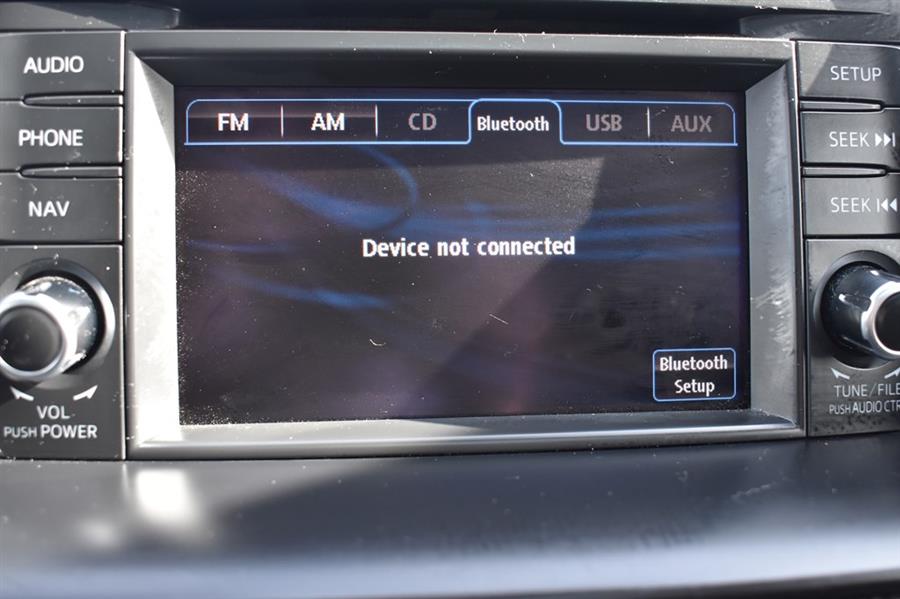 AUDIO
PHONE
NAV
VOL
PUSH POWER
FM AM CD Bluetooth USB AUX
Device not connected
Bluetooth
Setup
SETUP
SEEK
SEEK
TUNE/FILE
PUSH AUDIO CTR